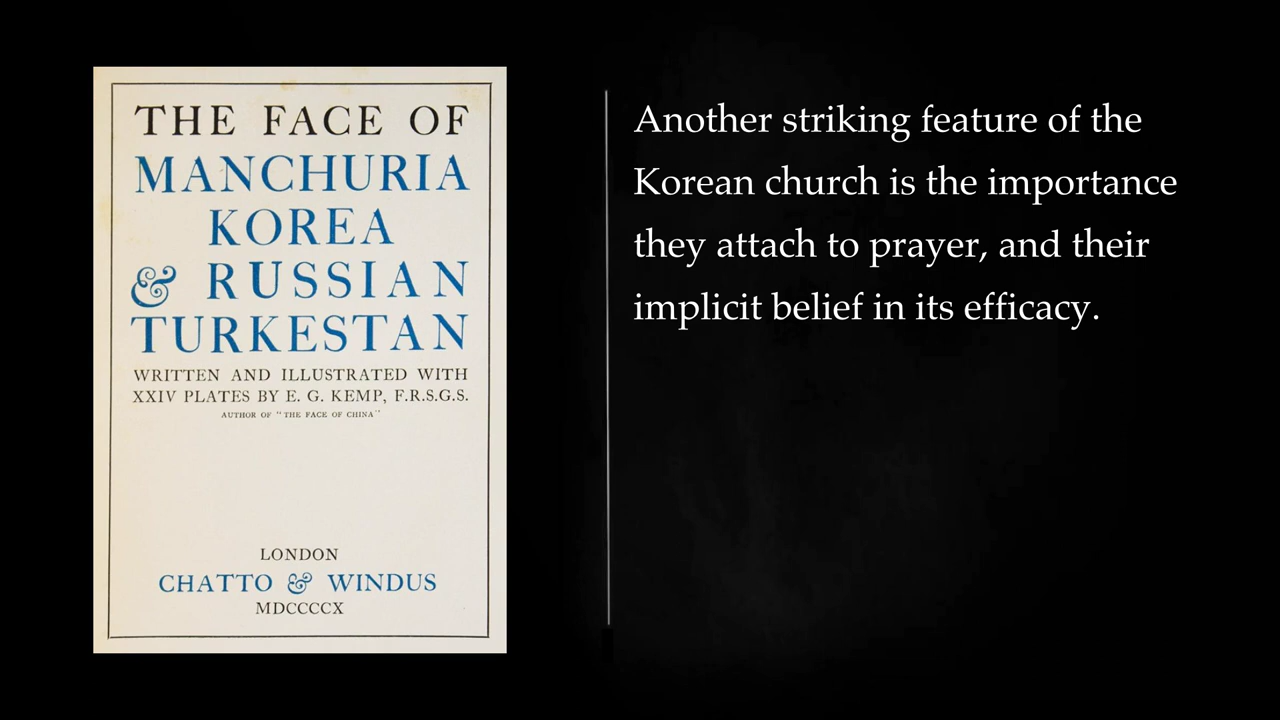 THE FACE OF
MANCHURIA
KOREA
& RUSSIAN
TURKESTAN
WRITTEN AND ILLUSTRATED WITH
XXIV PLATES BY E. G. KEMP, F.R.S.G.S.
AUTHOR OF "THE FACE OF CHINA"
LONDON
CHATTO & WINDUS
MDCCCCX
Another striking feature of the
Korean church is the importance
they attach to prayer, and their
implicit belief in its efficacy.